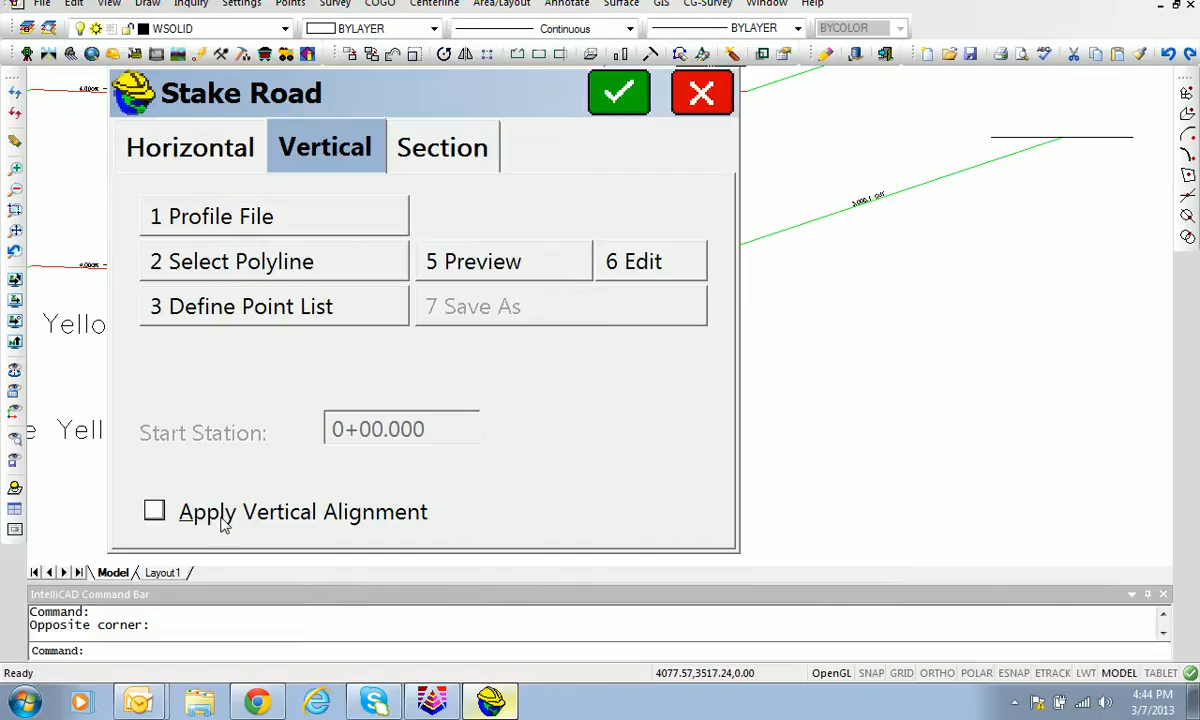 File Edit View Draw Inquiry Settings Points Survey COGO Centerline Area/Layout Annotate Surface GIS CG-Survey Window Help
WSOLID BYLAYER Continuous BYLAYER BYCOLOR
Stake Road
Horizontal Vertical Section
1 Profile File
2 Select Polyline 5 Preview 6 Edit
3 Define Point List 7 Save As
Yello
Start Station: 0+00.000
e Yell
Apply Vertical Alignment
Model Layout1
IntelliCAD Command Bar
Command:
Opposite corner:
Command:
Ready 4077.57,3517.24,0.00 OpenGL SNAP GRID ORTHO POLAR ESNAP ETRACK LWT MODEL TABLET
4:44 PM
3/7/2013